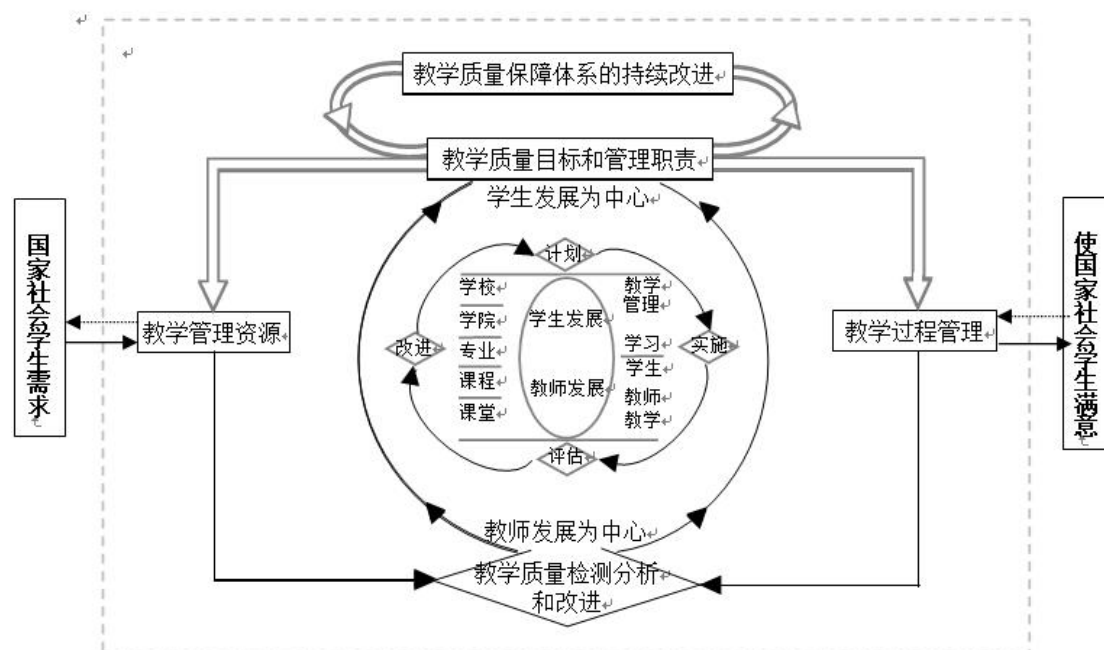 教学质量保障体系的持续改进
教学质量目标和管理职责
学生发展为中心
计划
学校
学院
专业
课程
课堂
学生发展
教师发展
教学
管理
学习
学生
教师
教学
改进
实施
评估
国家社会学生需求
教学管理资源
教学过程管理
使国家社会学生满意
教师发展为中心
教学质量检测分析
和改进